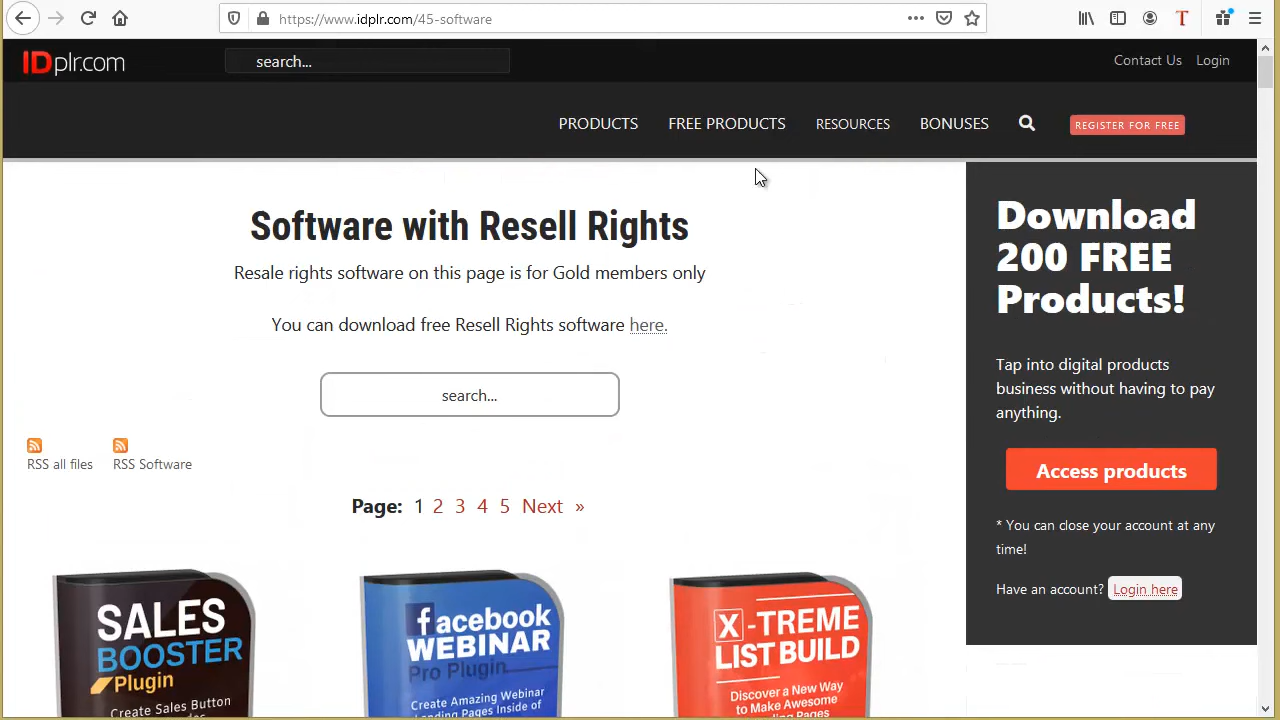 https://www.idplr.com/45-software
T
IDplr.com
search...
Contact Us Login
PRODUCTS FREE PRODUCTS RESOURCES BONUSES REGISTER FOR FREE
Software with Resell Rights
Resale rights software on this page is for Gold members only
You can download free Resell Rights software here.
search...
RSS all files RSS Software
Page: 1 2 3 4 5 Next »
SALES
BOOSTER
Plugin
Create Sales Button
facebook
WEBINAR
Pro Plugin
Create Amazing Webinar
Landing Pages Inside of
X-TREME
LIST BUILD
Discover a New Way
to Make Awesome
Download
200 FREE
Products!
Tap into digital products
business without having to pay
anything.
Access products
* You can close your account at any
time!
Have an account? Login here